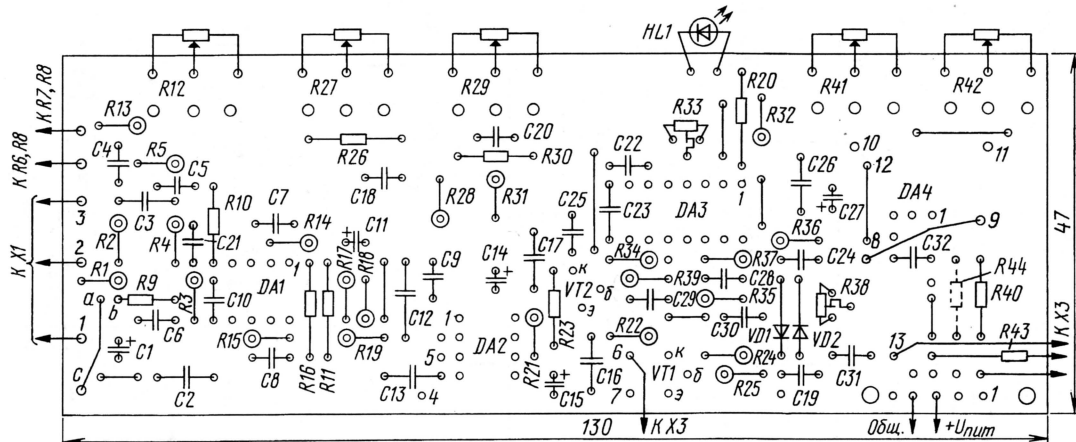 HL1
R12
R27
R29
R20
R41
R42
К R7, R8
R13
R33
R32
C4
R5
C20
10
11
К R6, R8
R26
C5
R30
C22
C26
12
C18
3
C3
R10
C7
R28
R31
C25
C23
DA3
1
C27
DA4
1
9
К X1
R2
R4
C21
R14
C11
R36
47
2
R17
R18
C9
C14
C17
R34
R37
C24
8
C32
R1
a
b
R9
R3
C10
DA1
1
к
R39
C28
R38
R44
R40
VT2
б
C6
C12
R23
C29
R35
К X3
1
R15
1
э
C30
VD1
VD2
R43
C1
R19
DA2
R22
13
5
R21
6
к
R24
c
C8
R16
R11
C16
VT1
б
R25
C31
C2
C13
4
C15
7
э
C19
1
130
К X3
Общ.
+Uпит